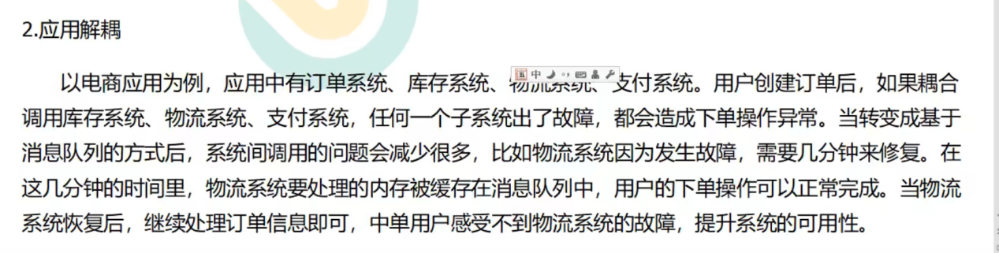 2.应用解耦
以电商应用为例，应用中有订单系统、库存系统、物流系统、支付系统。用户创建订单后，如果耦合
调用库存系统、物流系统、支付系统，任何一个子系统出了故障，都会造成下单操作异常。当转变成基于
消息队列的方式后，系统间调用的问题会减少很多，比如物流系统因为发生故障，需要几分钟来修复。在
这几分钟的时间里，物流系统要处理的内存被缓存在消息队列中，用户的下单操作可以正常完成。当物流
系统恢复后，继续处理订单信息即可，中单用户感受不到物流系统的故障，提升系统的可用性。
五 中